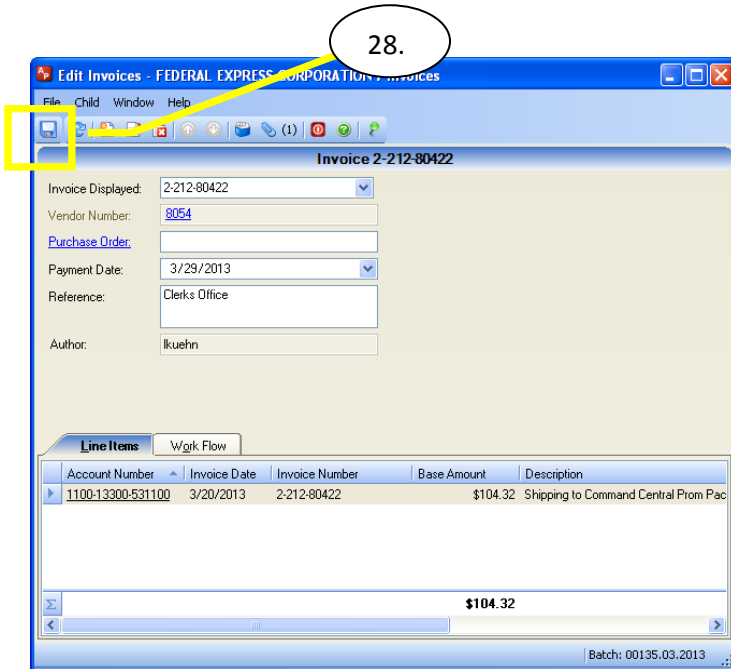 28.
Edit Invoices - FEDERAL EXPRESS CORPORATION / Invoices
File Child Window Help
(1)
Invoice 2-212-80422
Invoice Displayed: 2-212-80422
Vendor Number: 8054
Purchase Order:
Payment Date: 3/29/2013
Reference: Clerks Office
Author: lkuehn
Line Items Work Flow
Account Number Invoice Date Invoice Number Base Amount Description
1100-13300-531100 3/20/2013 2-212-80422 $104.32 Shipping to Command Central Prom Pac
Σ $104.32
Batch: 00135.03.2013